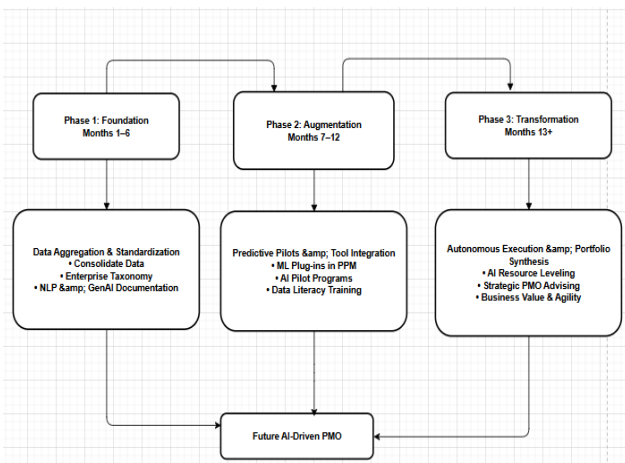 Phase 1: Foundation
Months 1–6
Phase 2: Augmentation
Months 7–12
Phase 3: Transformation
Months 13+
Data Aggregation & Standardization
• Consolidate Data
• Enterprise Taxonomy
• NLP &amp; GenAI Documentation
Predictive Pilots &amp; Tool Integration
• ML Plug-ins in PPM
• AI Pilot Programs
• Data Literacy Training
Autonomous Execution &amp; Portfolio
Synthesis
• AI Resource Leveling
• Strategic PMO Advising
• Business Value & Agility
Future AI-Driven PMO